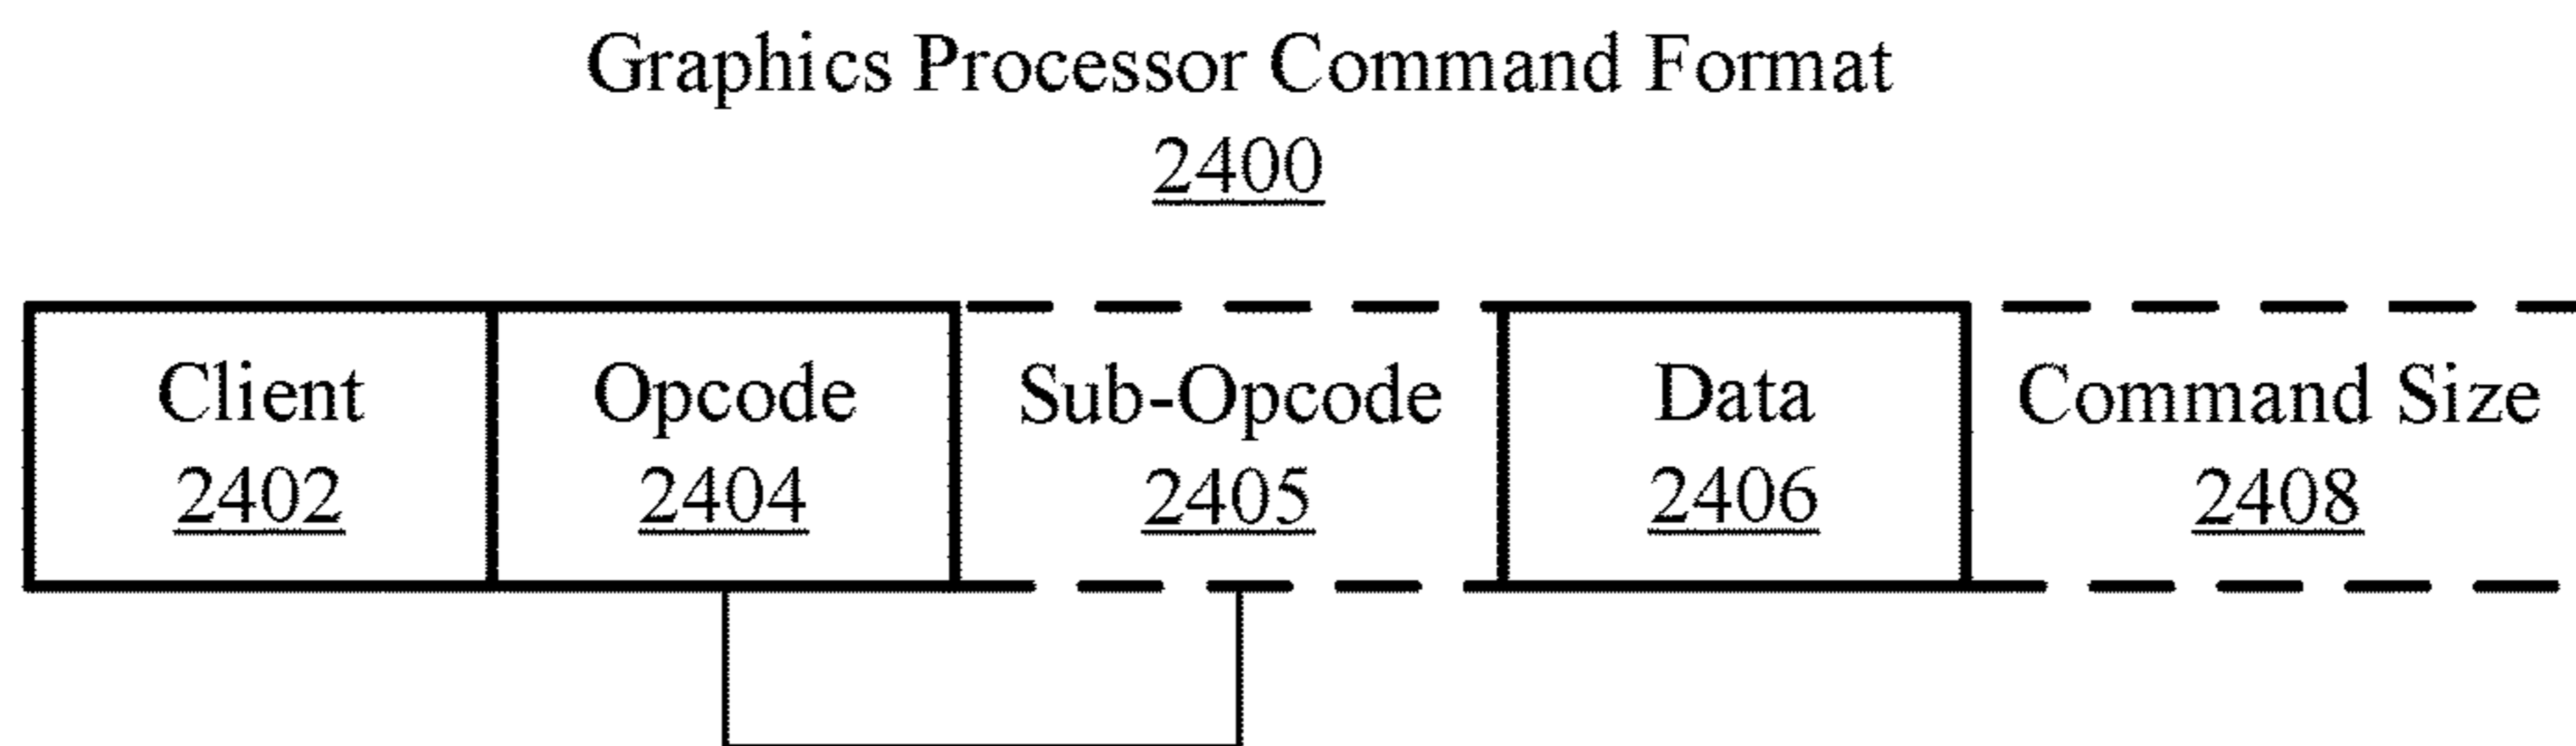 Graphics Processor Command Format
2400
Client
2402
Opcode
2404
Sub-Opcode
2405
Data
2406
Command Size
2408